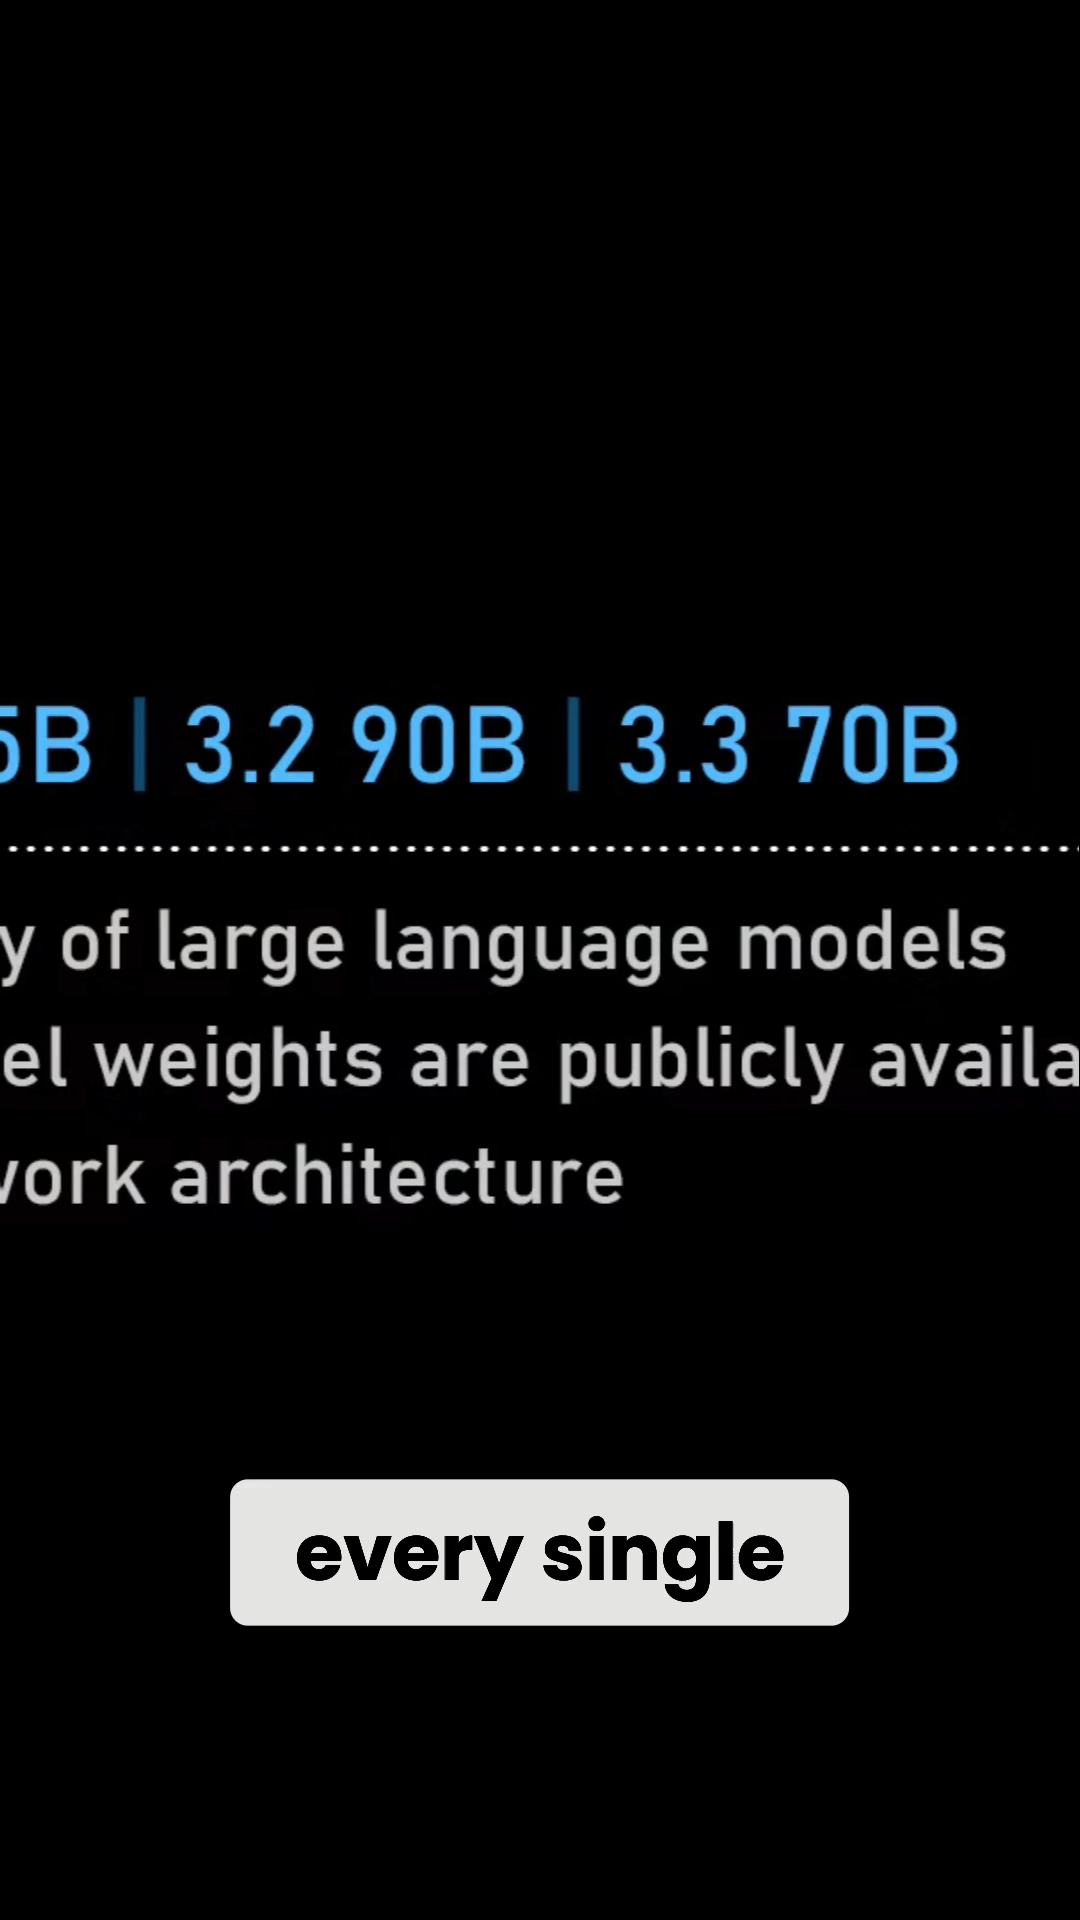 5B | 3.2 90B | 3.3 70B
y of large language models
el weights are publicly availa
work architecture
every single